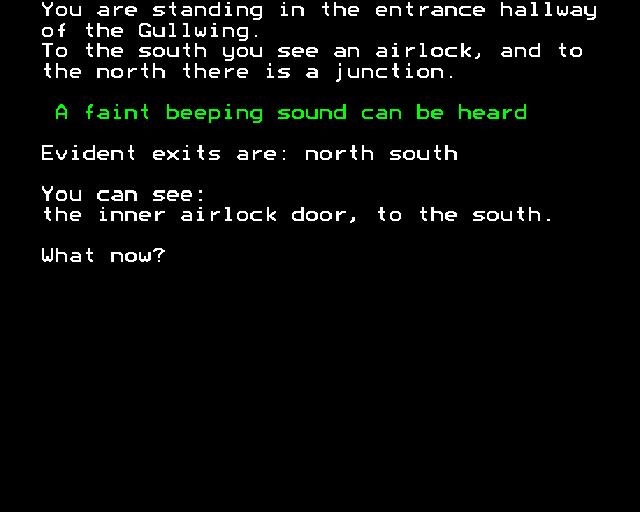 You are standing in the entrance hallway
of the Gullwing.
To the south you see an airlock, and to
the north there is a junction.
A faint beeping sound can be heard
Evident exits are: north south
You can see:
the inner airlock door, to the south.
What now?